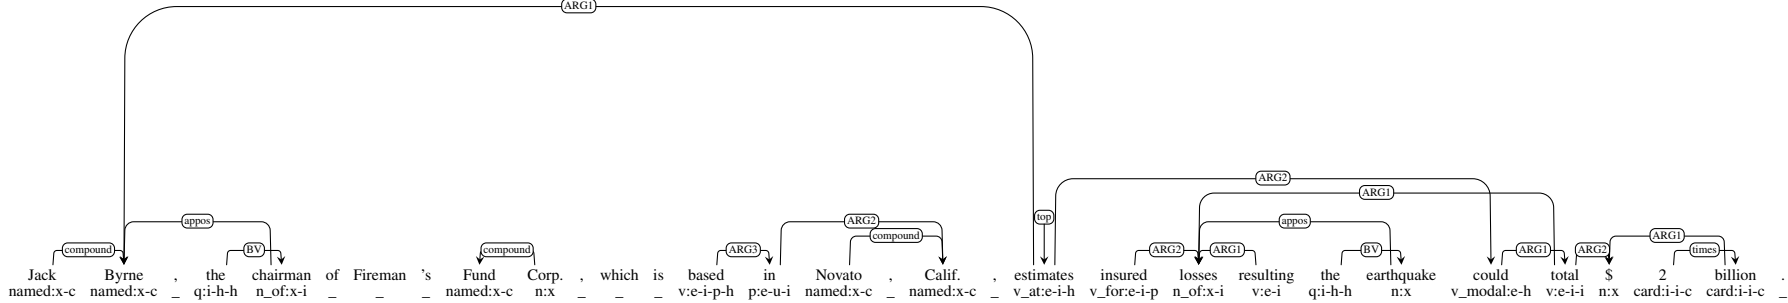 ARG1
ARG2
ARG1
top
appos ARG2 appos ARG1
compound
compound BV compound ARG3 ARG2 ARG1 BV ARG1 ARG2 times
Jack Byrne , the chairman of Fireman 's Fund Corp. , which is based in Novato , Calif. , estimates insured losses resulting the earthquake could total $ 2 billion .
named:x-c named:x-c _ q:i-h-h n_of:x-i _ _ _ named:x-c n:x _ _ _ v:e-i-p-h p:e-u-i named:x-c _ named:x-c _ v_at:e-i-h v_for:e-i-p n_of:x-i v:e-i q:i-h-h n:x v_modal:e-h v:e-i-i n:x card:i-i-c card:i-i-c _